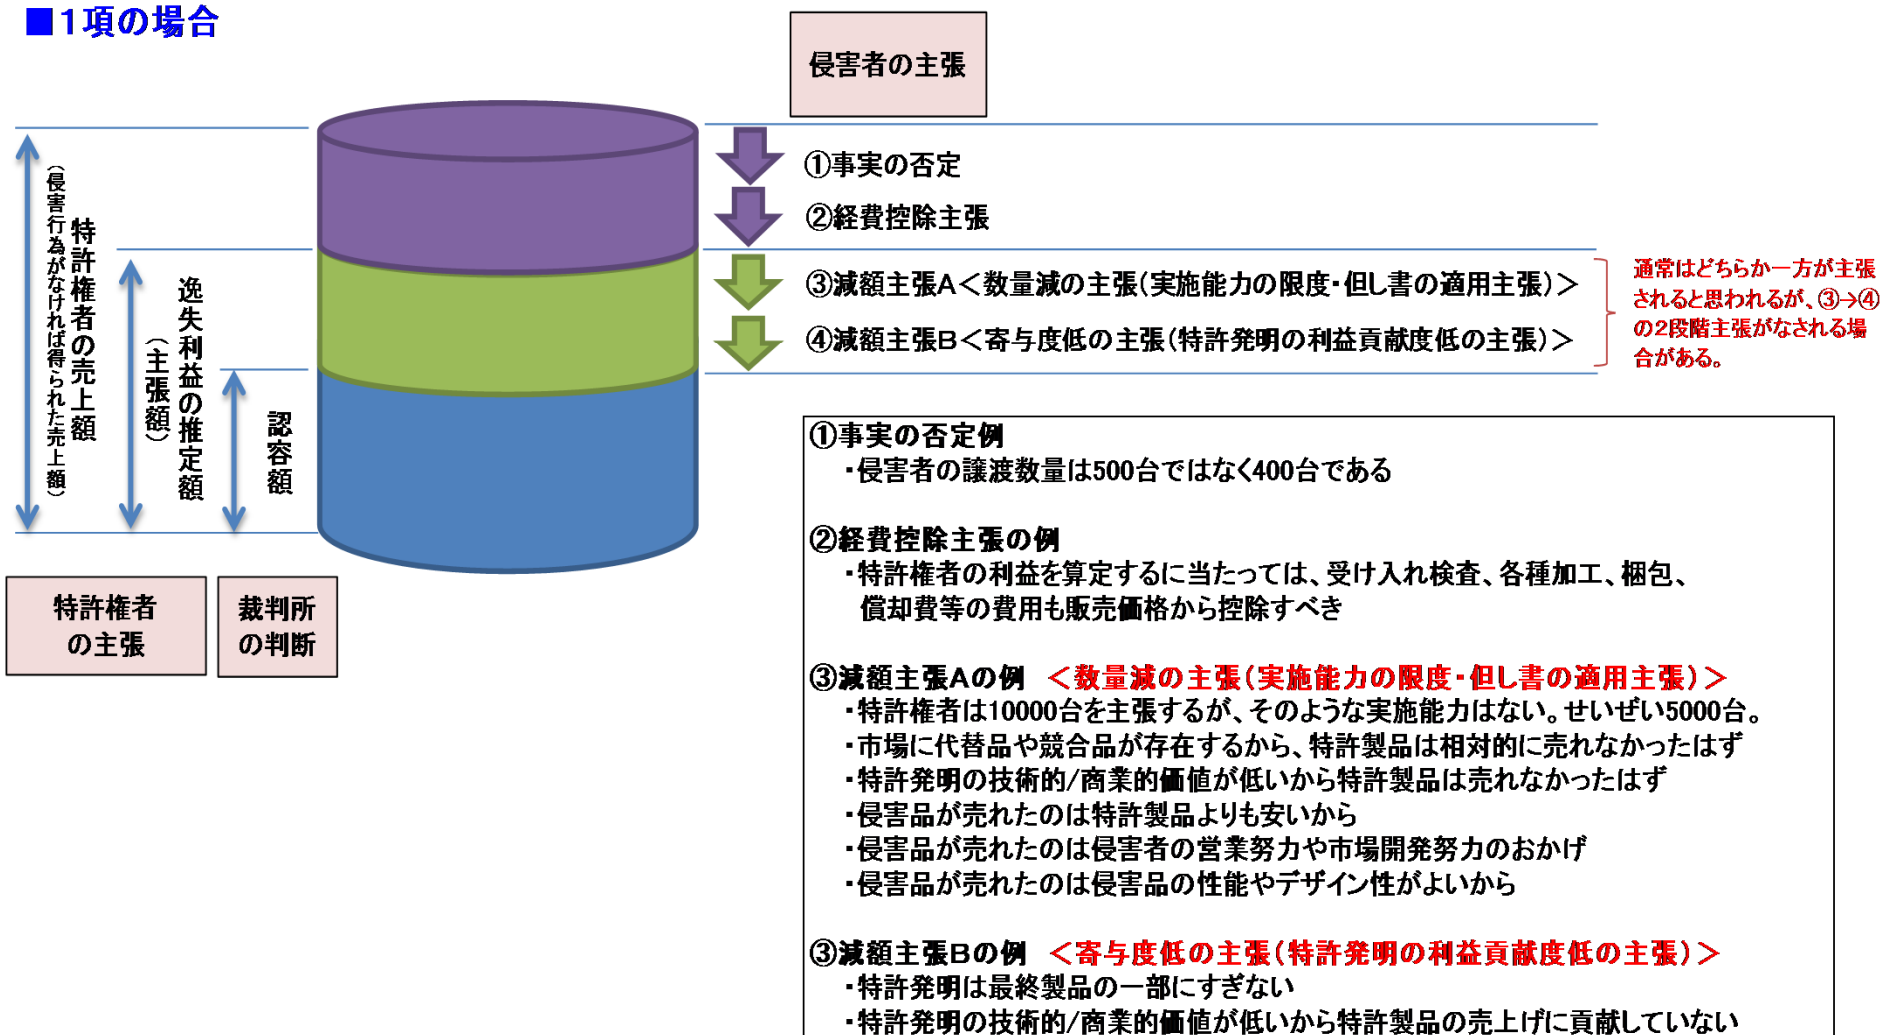 ■1項の場合
侵害者の主張
①事実の否定
②経費控除主張
③減額主張A＜数量減の主張（実施能力の限度・但し書の適用主張）＞
④減額主張B＜寄与度低の主張（特許発明の利益貢献度低の主張）＞
通常はどちらか一方が主張
されると思われるが、③→④
の2段階主張がなされる場
合がある。
特許権者の売上額
（侵害行為がなければ得られた売上額）
逸失利益の推定額
（主張額）
認容額
特許権者
の主張
裁判所
の判断
①事実の否定例
・侵害者の譲渡数量は500台ではなく400台である
②経費控除主張の例
・特許権者の利益を算定するに当たっては、受け入れ検査、各種加工、梱包、
償却費等の費用も販売価格から控除すべき
③減額主張Aの例　＜数量減の主張（実施能力の限度・但し書の適用主張）＞
・特許権者は10000台を主張するが、そのような実施能力はない。せいぜい5000台。
・市場に代替品や競合品が存在するから、特許製品は相対的に売れなかったはず
・特許発明の技術的/商業的価値が低いから特許製品は売れなかったはず
・侵害品が売れたのは特許製品よりも安いから
・侵害品が売れたのは侵害者の営業努力や市場開発努力のおかげ
・侵害品が売れたのは侵害品の性能やデザイン性がよいから
③減額主張Bの例　＜寄与度低の主張（特許発明の利益貢献度低の主張）＞
・特許発明は最終製品の一部にすぎない
・特許発明の技術的/商業的価値が低いから特許製品の売上げに貢献していない